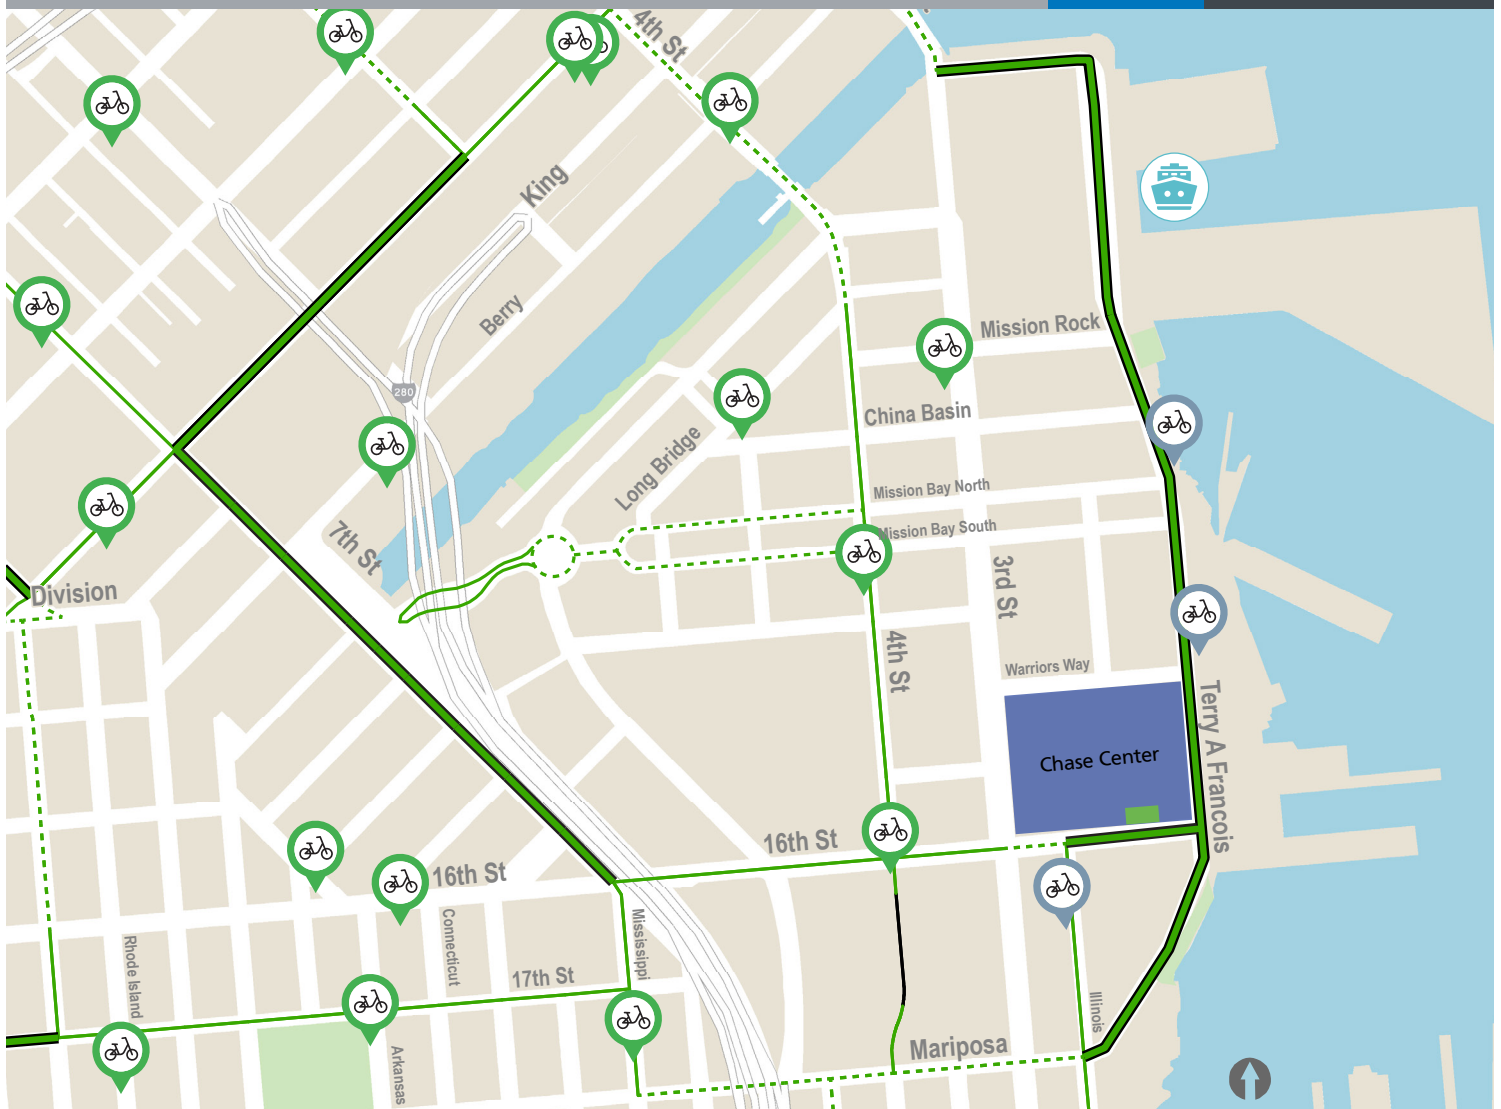 4th St
King
Berry
280
Mission Rock
China Basin
Long Bridge
Mission Bay North
Mission Bay South
7th St
3rd St
Division
4th St
Warriors Way
Terry A Francois
Chase Center
16th St
16th St
Connecticut
Mississippi
Rhode Island
17th St
Illinois
Mariposa
Arkansas